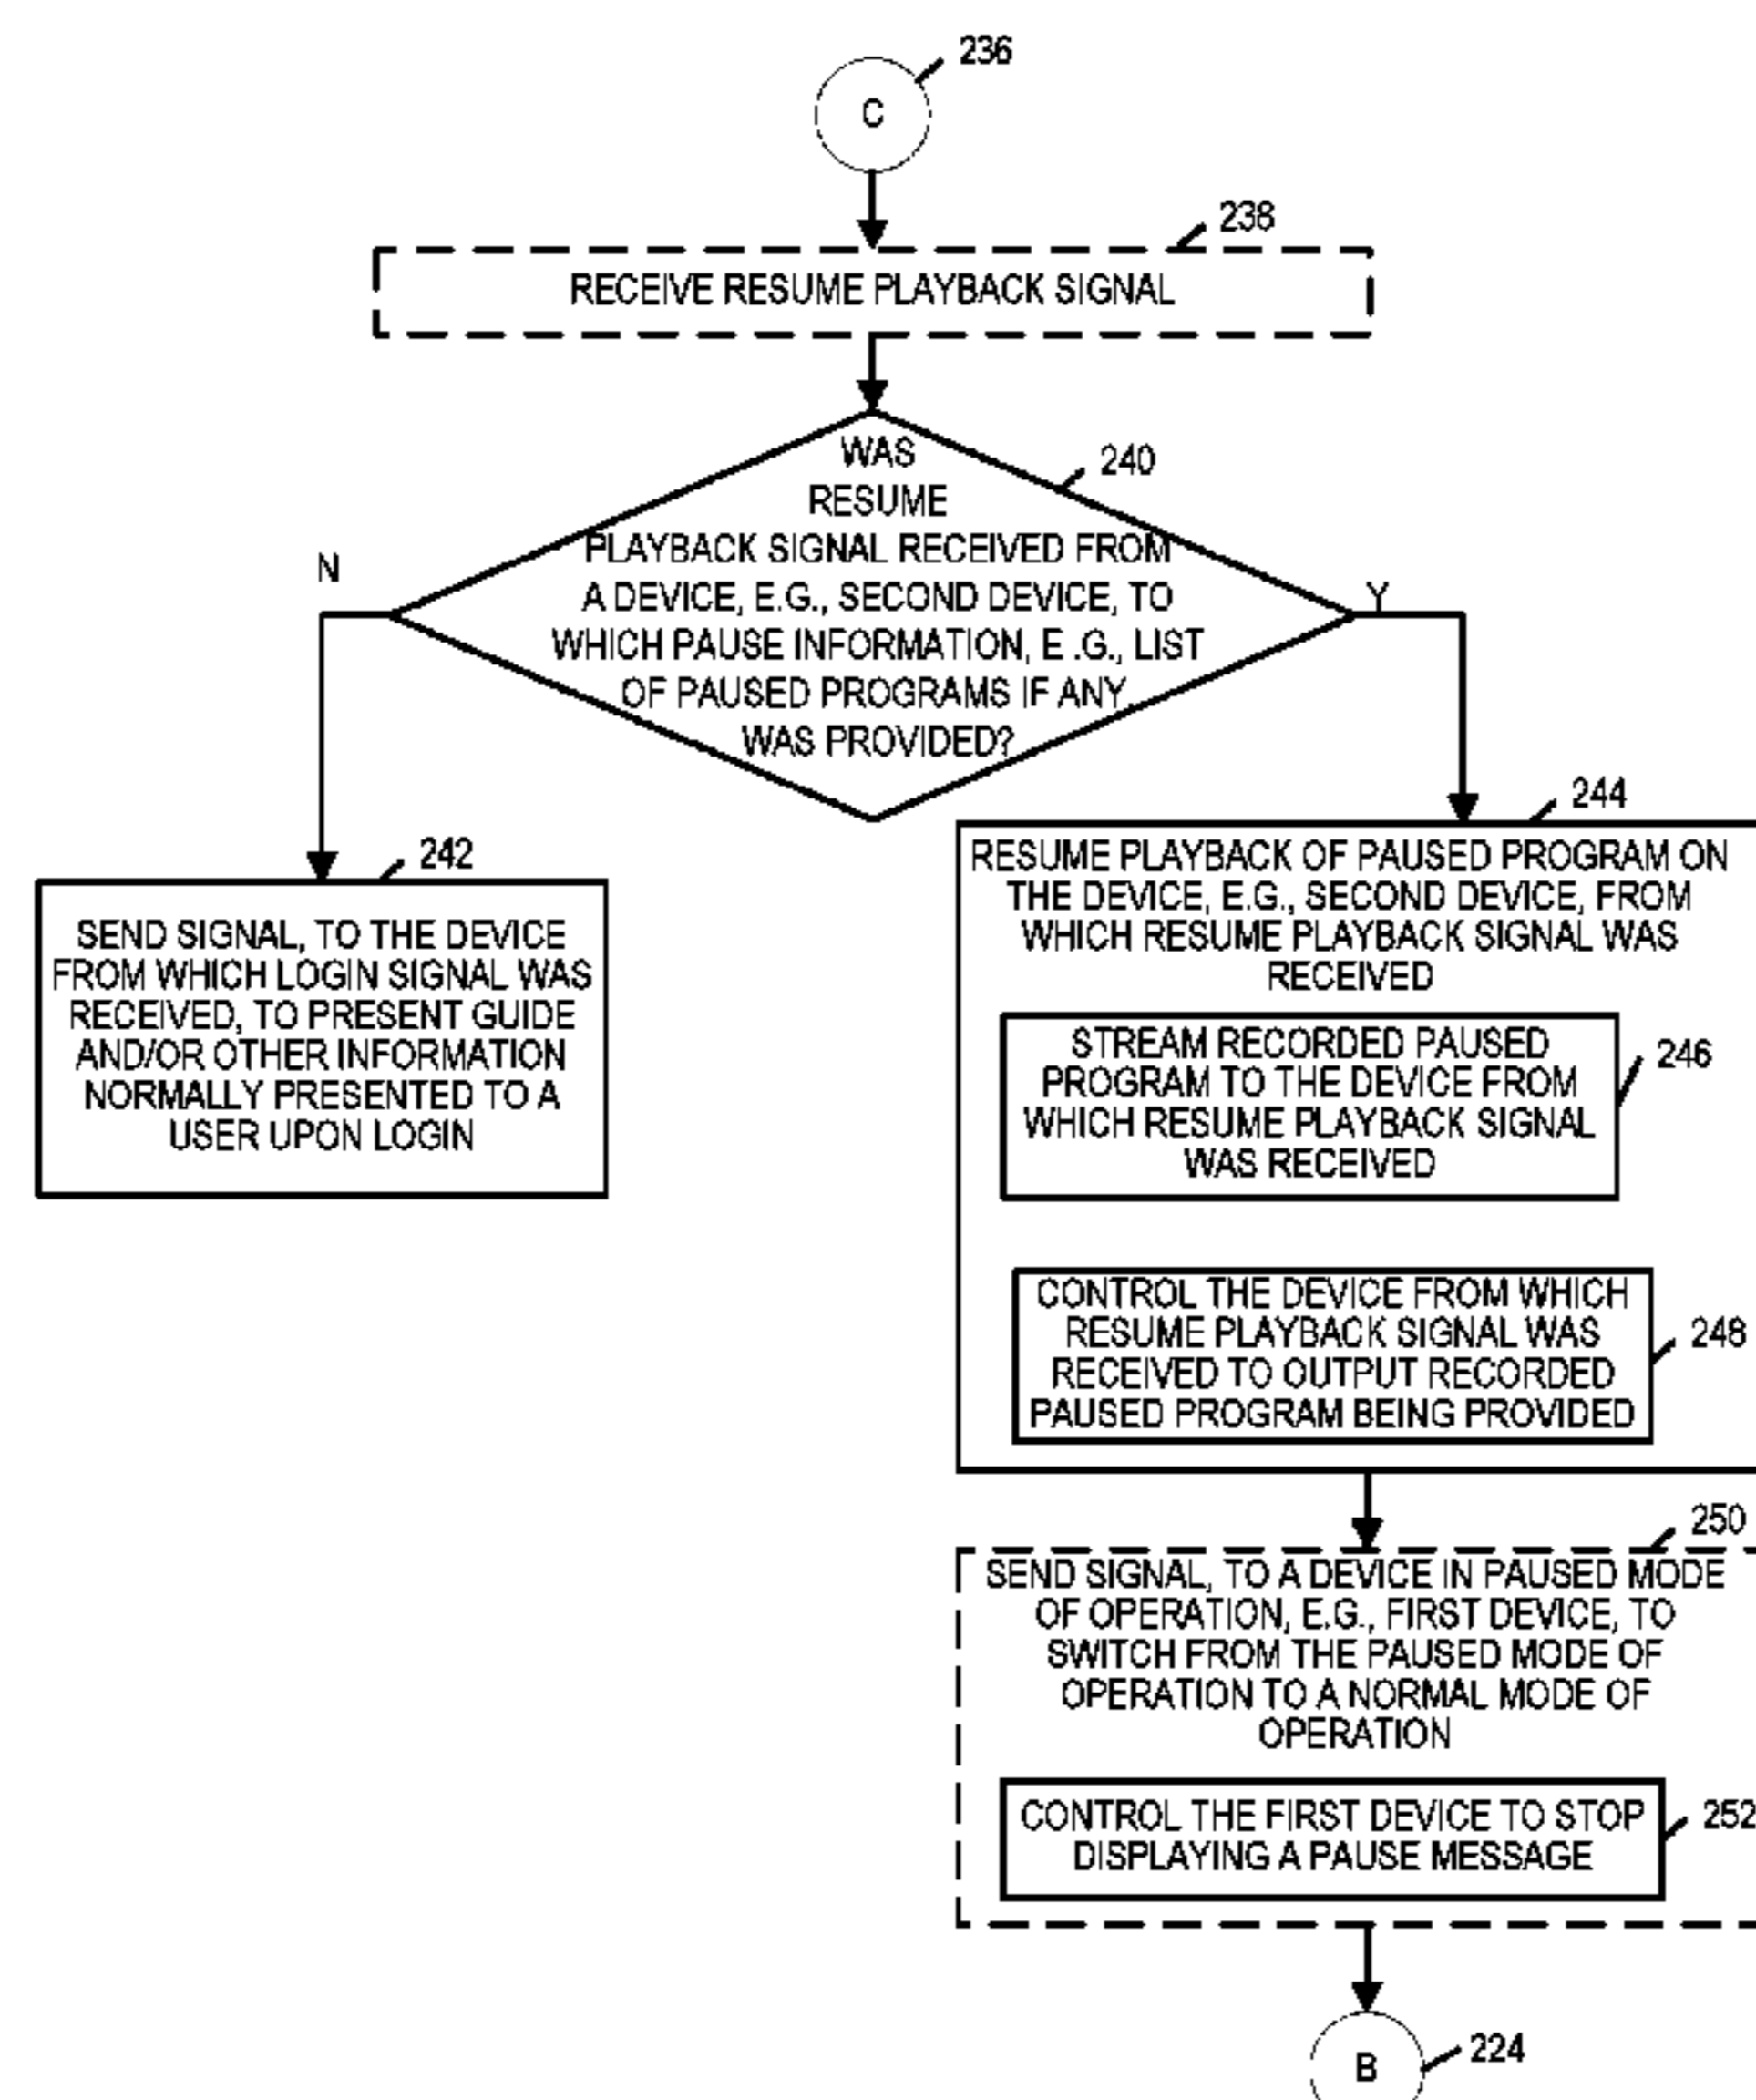 236
C
238
RECEIVE RESUME PLAYBACK SIGNAL
WAS
RESUME
PLAYBACK SIGNAL RECEIVED FROM
A DEVICE, E.G., SECOND DEVICE, TO
WHICH PAUSE INFORMATION, E .G., LIST
OF PAUSED PROGRAMS IF ANY,
WAS PROVIDED?
240
N
Y
242
SEND SIGNAL, TO THE DEVICE
FROM WHICH LOGIN SIGNAL WAS
RECEIVED, TO PRESENT GUIDE
AND/OR OTHER INFORMATION
NORMALLY PRESENTED TO A
USER UPON LOGIN
244
RESUME PLAYBACK OF PAUSED PROGRAM ON
THE DEVICE, E.G., SECOND DEVICE, FROM
WHICH RESUME PLAYBACK SIGNAL WAS
RECEIVED
STREAM RECORDED PAUSED
PROGRAM TO THE DEVICE FROM
WHICH RESUME PLAYBACK SIGNAL
WAS RECEIVED
246
CONTROL THE DEVICE FROM WHICH
RESUME PLAYBACK SIGNAL WAS
RECEIVED TO OUTPUT RECORDED
PAUSED PROGRAM BEING PROVIDED
248
250
SEND SIGNAL, TO A DEVICE IN PAUSED MODE
OF OPERATION, E.G., FIRST DEVICE, TO
SWITCH FROM THE PAUSED MODE OF
OPERATION TO A NORMAL MODE OF
OPERATION
CONTROL THE FIRST DEVICE TO STOP
DISPLAYING A PAUSE MESSAGE
252
B
224